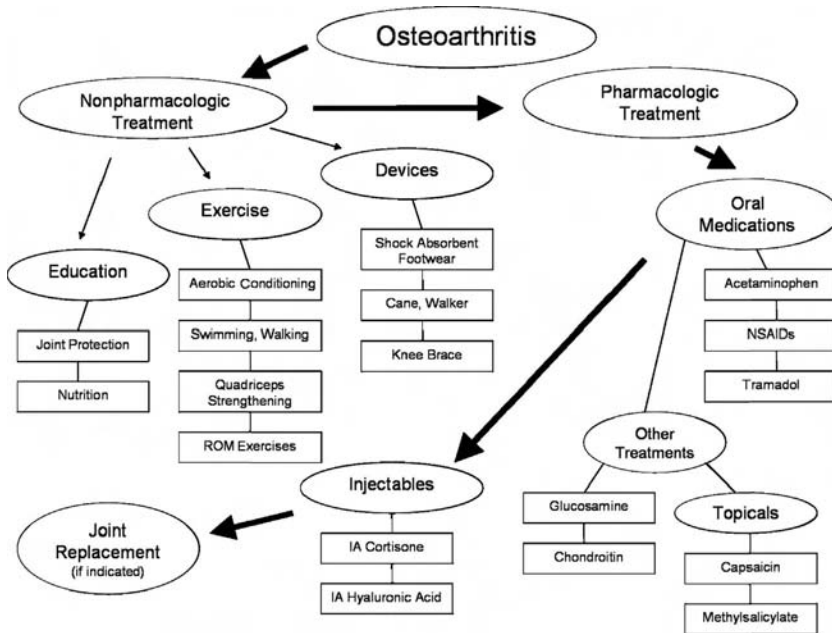 Osteoarthritis
Nonpharmacologic
Treatment
Pharmacologic
Treatment
Devices
Shock Absorbent
Footwear
Cane, Walker
Knee Brace
Exercise
Aerobic Conditioning
Swimming, Walking
Quadriceps
Strengthening
ROM Exercises
Education
Joint Protection
Nutrition
Oral
Medications
Acetaminophen
NSAIDs
Tramadol
Other
Treatments
Glucosamine
Chondroitin
Topicals
Capsaicin
Methylsalicylate
Injectables
IA Cortisone
IA Hyaluronic Acid
Joint
Replacement
(if indicated)